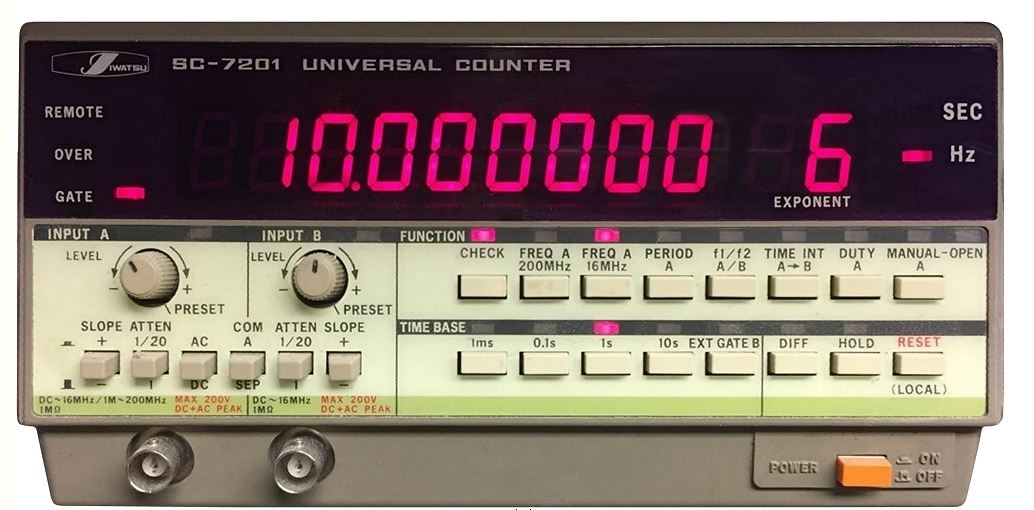 IWATSU SC-7201 UNIVERSAL COUNTER
REMOTE
OVER
GATE
10.000000 6
EXPONENT
SEC
Hz
INPUT A
LEVEL
- +
PRESET
SLOPE ATTEN
+ 1/20 AC
- DC
DC~16MHz/1M~200MHz
1MΩ
MAX 200V
DC+AC PEAK
INPUT B
LEVEL
- +
PRESET
COM ATTEN SLOPE
A 1/20 +
SEP -
DC~16MHz
1MΩ
MAX 200V
DC+AC PEAK
FUNCTION
CHECK
FREQ A
200MHz
FREQ A
16MHz
PERIOD
A
f1/f2
A/B
TIME INT
A→B
DUTY
A
MANUAL-OPEN
A
TIME BASE
1ms 0.1s 1s 10s EXT GATE B DIFF HOLD RESET
(LOCAL)
POWER
ON
OFF